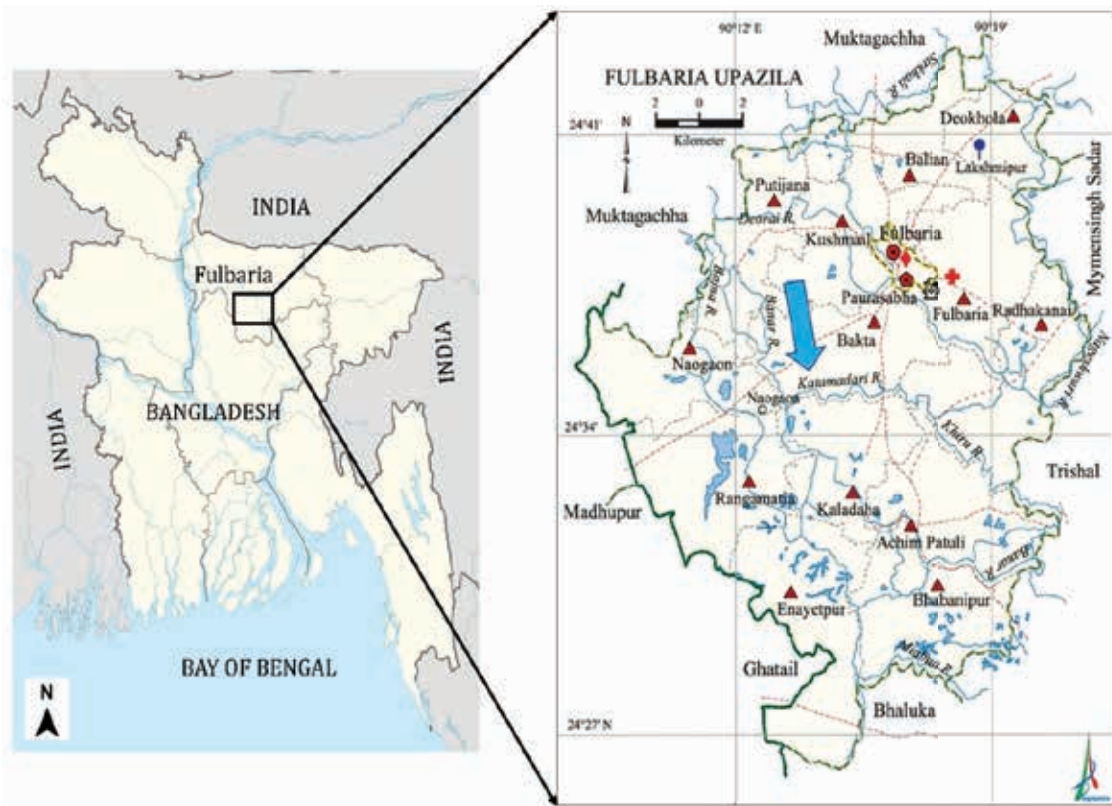 INDIA
Fulbaria
INDIA
BANGLADESH
INDIA
BAY OF BENGAL
N
90°12' E
90°19'
Muktagachha
FULBARIA UPAZILA
2 0 2
Kilometer
N
24°41'
Deokhola
Balian
Lakshmipur
Putijana
Muktagachha
Mymensingh Sadar
Kushmail
Fulbaria
Paurasabha
Fulbaria
Radhakanai
Bakta
Banar R.
Naogaon
Naogaon
24°34'
Khiru R.
Trishal
Rangamatia
Kaladaha
Madhupur
Achim Patuli
Banar R.
Enayetpur
Bhabanipur
Ghatail
Bhaluka
24°27' N